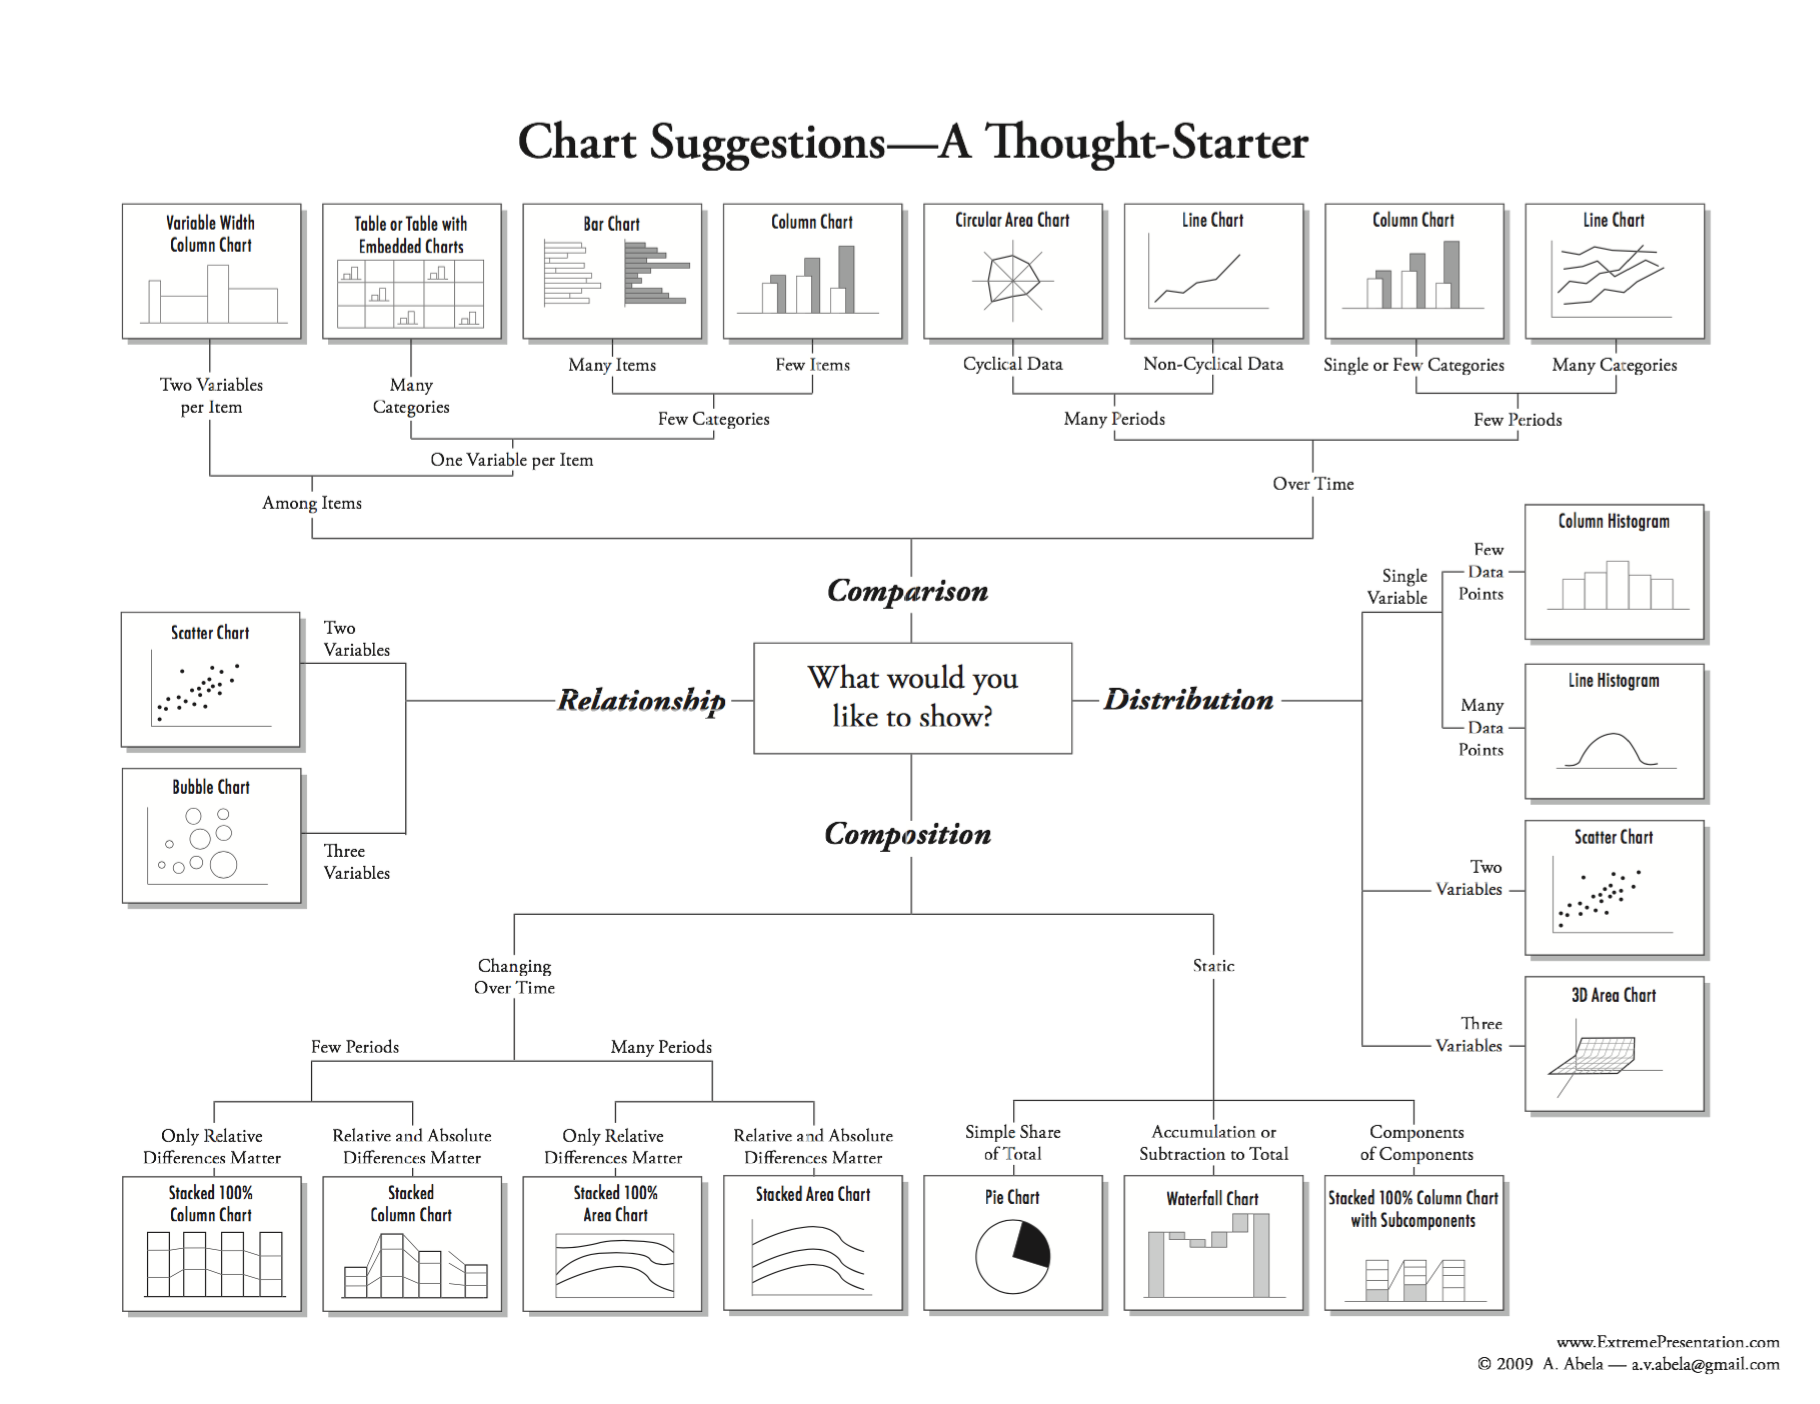 Chart Suggestions—A Thought-Starter
Variable Width
Column Chart
Table or Table with
Embedded Charts
Bar Chart
Column Chart
Circular Area Chart
Line Chart
Column Chart
Line Chart
Two Variables
per Item
Many
Categories
Many Items
Few Items
Cyclical Data
Non-Cyclical Data
Single or Few Categories
Many Categories
Few Categories
Many Periods
Few Periods
One Variable per Item
Among Items
Over Time
Comparison
What would you
like to show?
Relationship
Two
Variables
Scatter Chart
Three
Variables
Bubble Chart
Distribution
Single
Variable
Few
Data
Points
Column Histogram
Many
Data
Points
Line Histogram
Two
Variables
Scatter Chart
Three
Variables
3D Area Chart
Composition
Changing
Over Time
Static
Few Periods
Many Periods
Only Relative
Differences Matter
Relative and Absolute
Differences Matter
Only Relative
Differences Matter
Relative and Absolute
Differences Matter
Simple Share
of Total
Accumulation or
Subtraction to Total
Components
of Components
Stacked 100%
Column Chart
Stacked
Column Chart
Stacked 100%
Area Chart
Stacked Area Chart
Pie Chart
Waterfall Chart
Stacked 100% Column Chart
with Subcomponents
www.ExtremePresentation.com
© 2009 A. Abela — a.v.abela@gmail.com